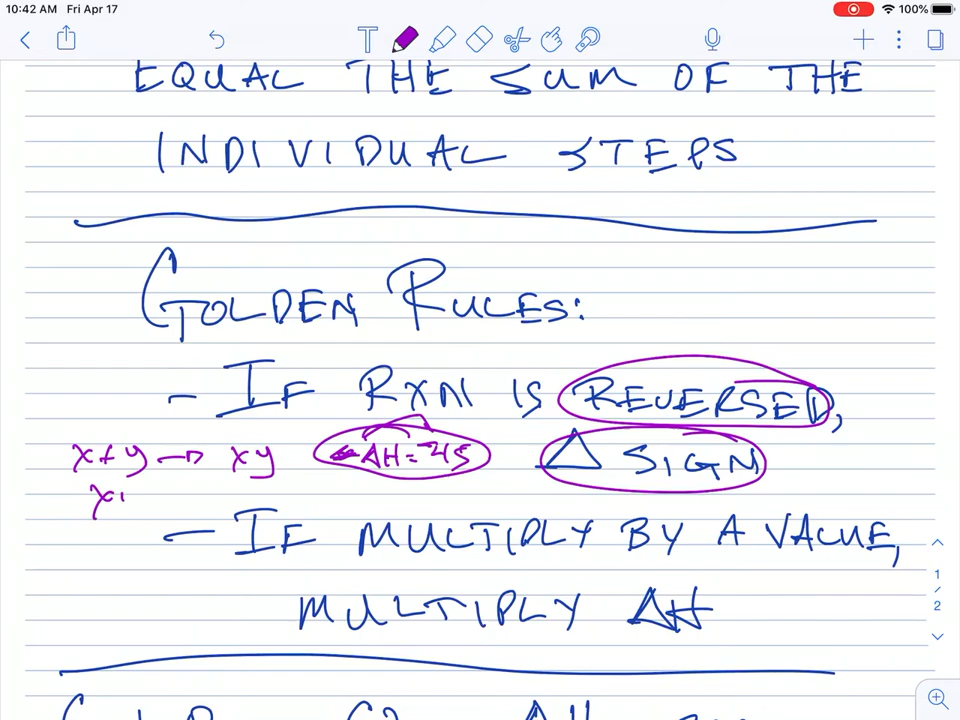 10:42 AM Fri Apr 17
100%
T
EQUAL THE SUM OF THE
INDIVIDUAL STEPS
GOLDEN RULES:
- IF RXN IS REVERSED,
x+y → xy ΔH = 45 Δ SIGN
- IF MULTIPLY BY A VALUE,
MULTIPLY ΔH
1
/
2